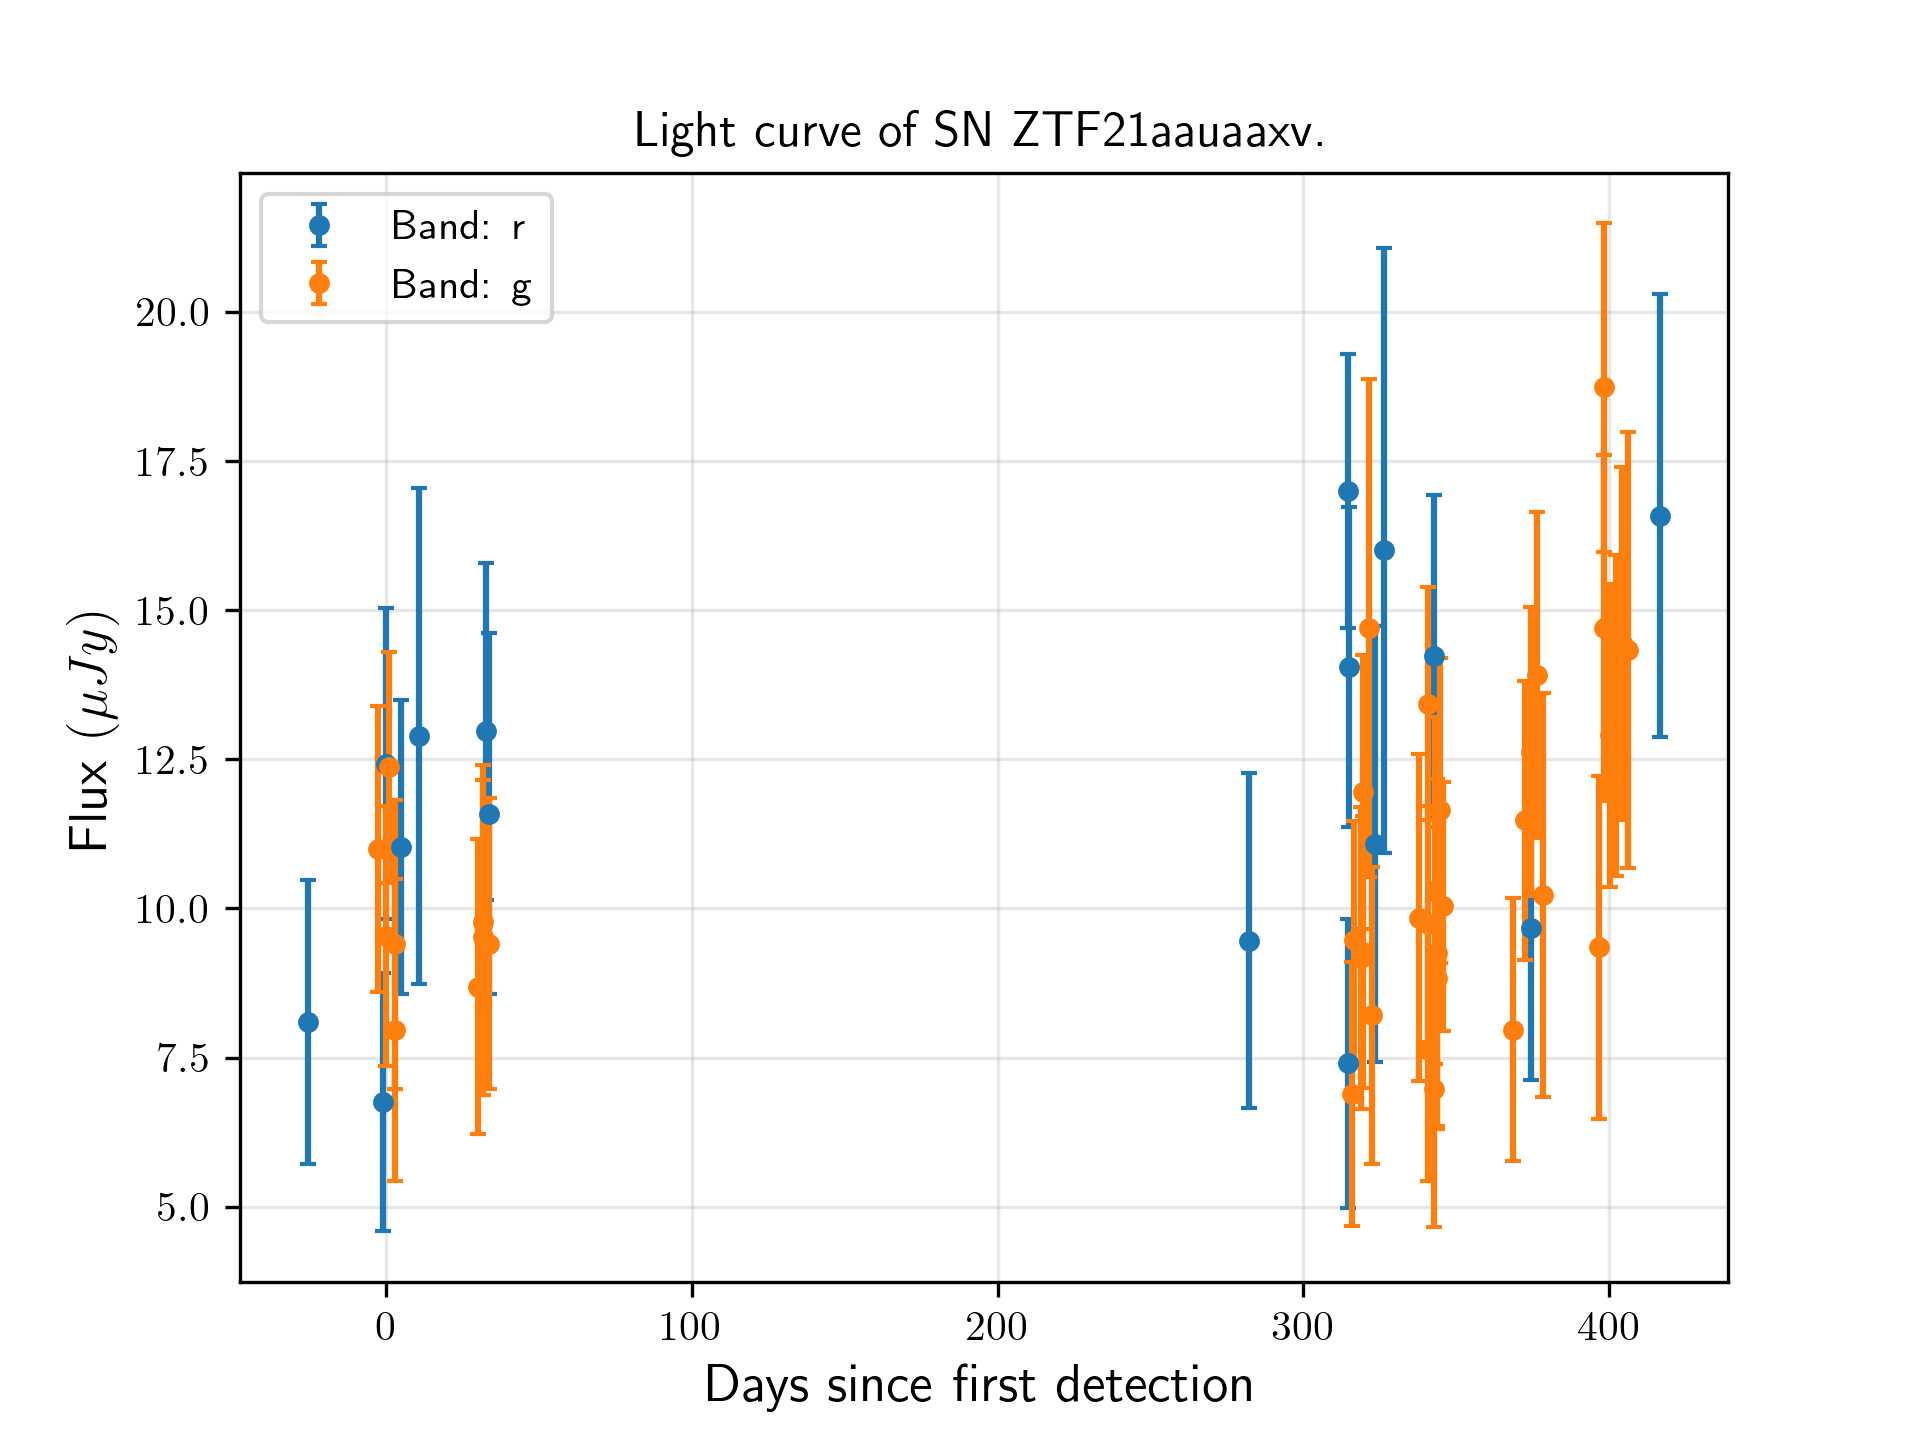 Light curve of SN ZTF21aauaaxv.
Band: r
Band: g
20.0
17.5
15.0
12.5
10.0
7.5
5.0
Flux (μJy)
0 100 200 300 400
Days since first detection